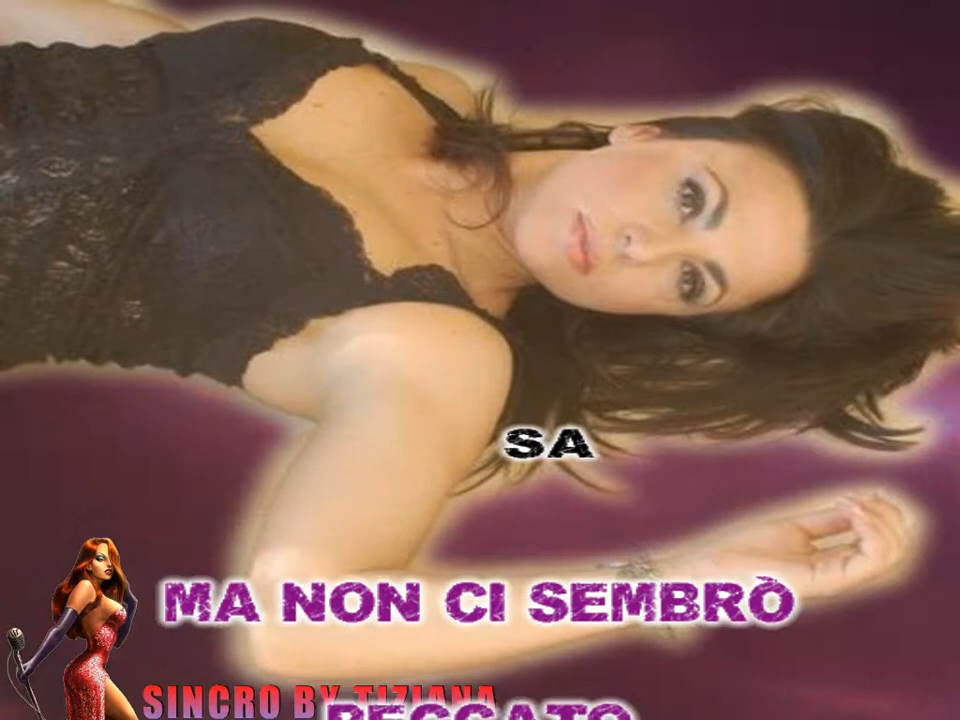 SA
MA NON CI SEMBRÒ
SINCRO BY TIZIANA
PECCATO